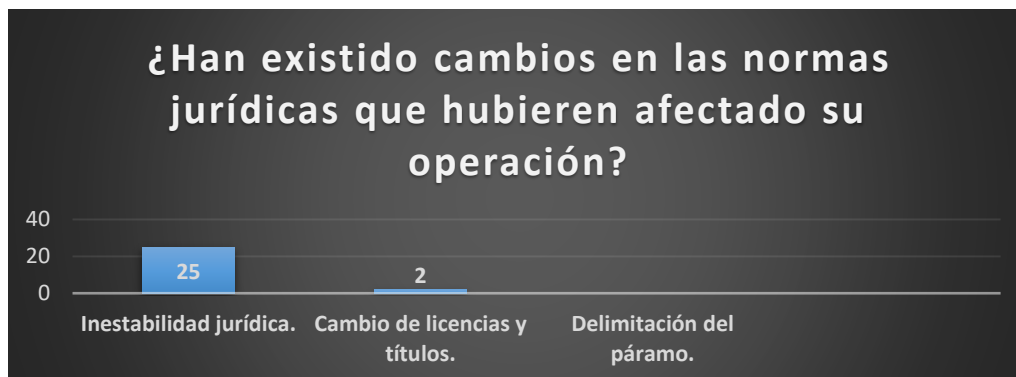 ¿Han existido cambios en las normas
jurídicas que hubieren afectado su
operación?
40
20
0
25
2
Inestabilidad jurídica.
Cambio de licencias y
títulos.
Delimitación del
páramo.